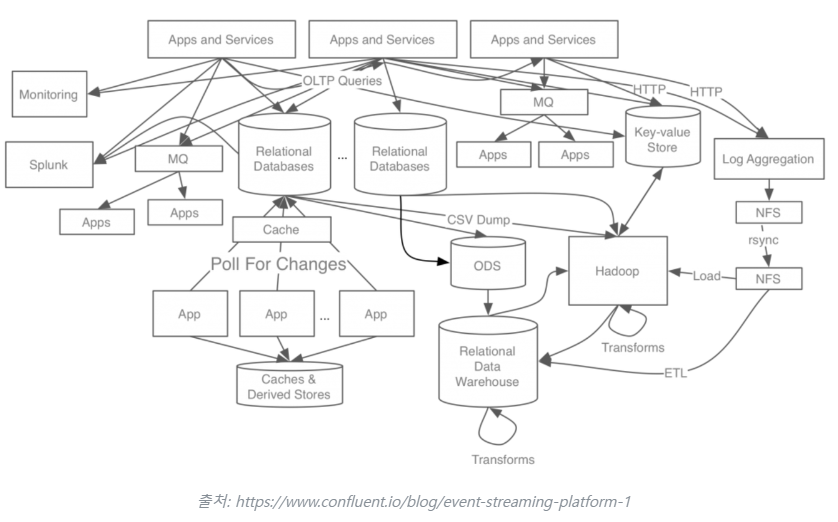 Apps and Services
Apps and Services
Apps and Services
Monitoring
OLTP Queries
HTTP
HTTP
MQ
Key-value
Store
Splunk
MQ
Relational
Databases
...
Relational
Databases
Apps
Apps
Log Aggregation
Apps
Apps
Cache
CSV Dump
NFS
rsync
Poll For Changes
ODS
Hadoop
Load
NFS
App
App
...
App
Transforms
Relational
Data
Warehouse
ETL
Caches &
Derived Stores
Transforms
출처: https://www.confluent.io/blog/event-streaming-platform-1